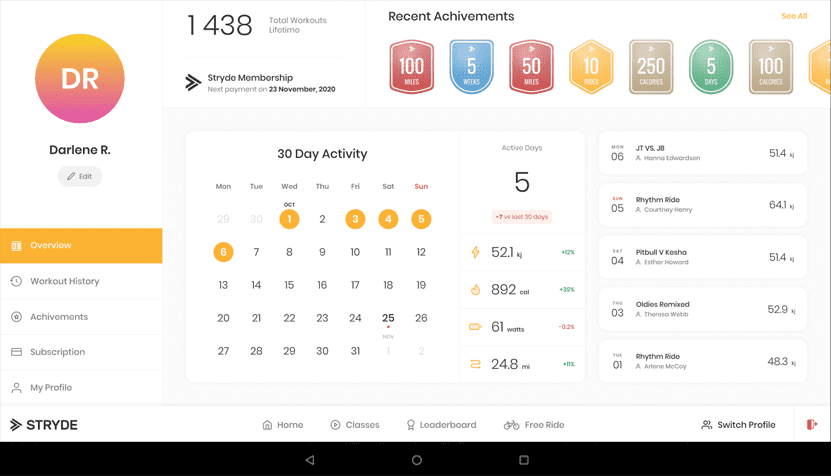 DR
Darlene R.
Edit
Overview
Workout History
Achivements
Subscription
My Profile
1 438
Total Workouts
Lifetime
Stryde Membership
Next payment on 23 November, 2020
Recent Achivements
See All
100
MILES
5
WEEKS
50
MILES
10
RIDES
250
CALORIES
5
DAYS
100
CALORIES
30 Day Activity
Mon Tue Wed Thu Fri Sat Sun
OCT
29 30 1 2 3 4 5
6 7 8 9 10 11 12
13 14 15 16 17 18 19
20 21 22 23 24 25 26
NOV
27 28 29 30 31 1 2
Active Days
5
-7 vs last 30 days
52.1 kj +12%
892 cal +39%
61 watts -0.2%
24.8 mi +11%
MON
06
JT VS. JB
Hanna Edwardson
51.4 kj
SUN
05
Rhythm Ride
Courtney Henry
64.1 kj
SAT
04
Pitbull V Kesha
Esther Howard
51.4 kj
THU
03
Oldies Remixed
Theresa Webb
52.9 kj
TUE
01
Rhythm Ride
Arlene McCoy
48.3 kj
STRYDE
Home
Classes
Leaderboard
Free Ride
Switch Profile